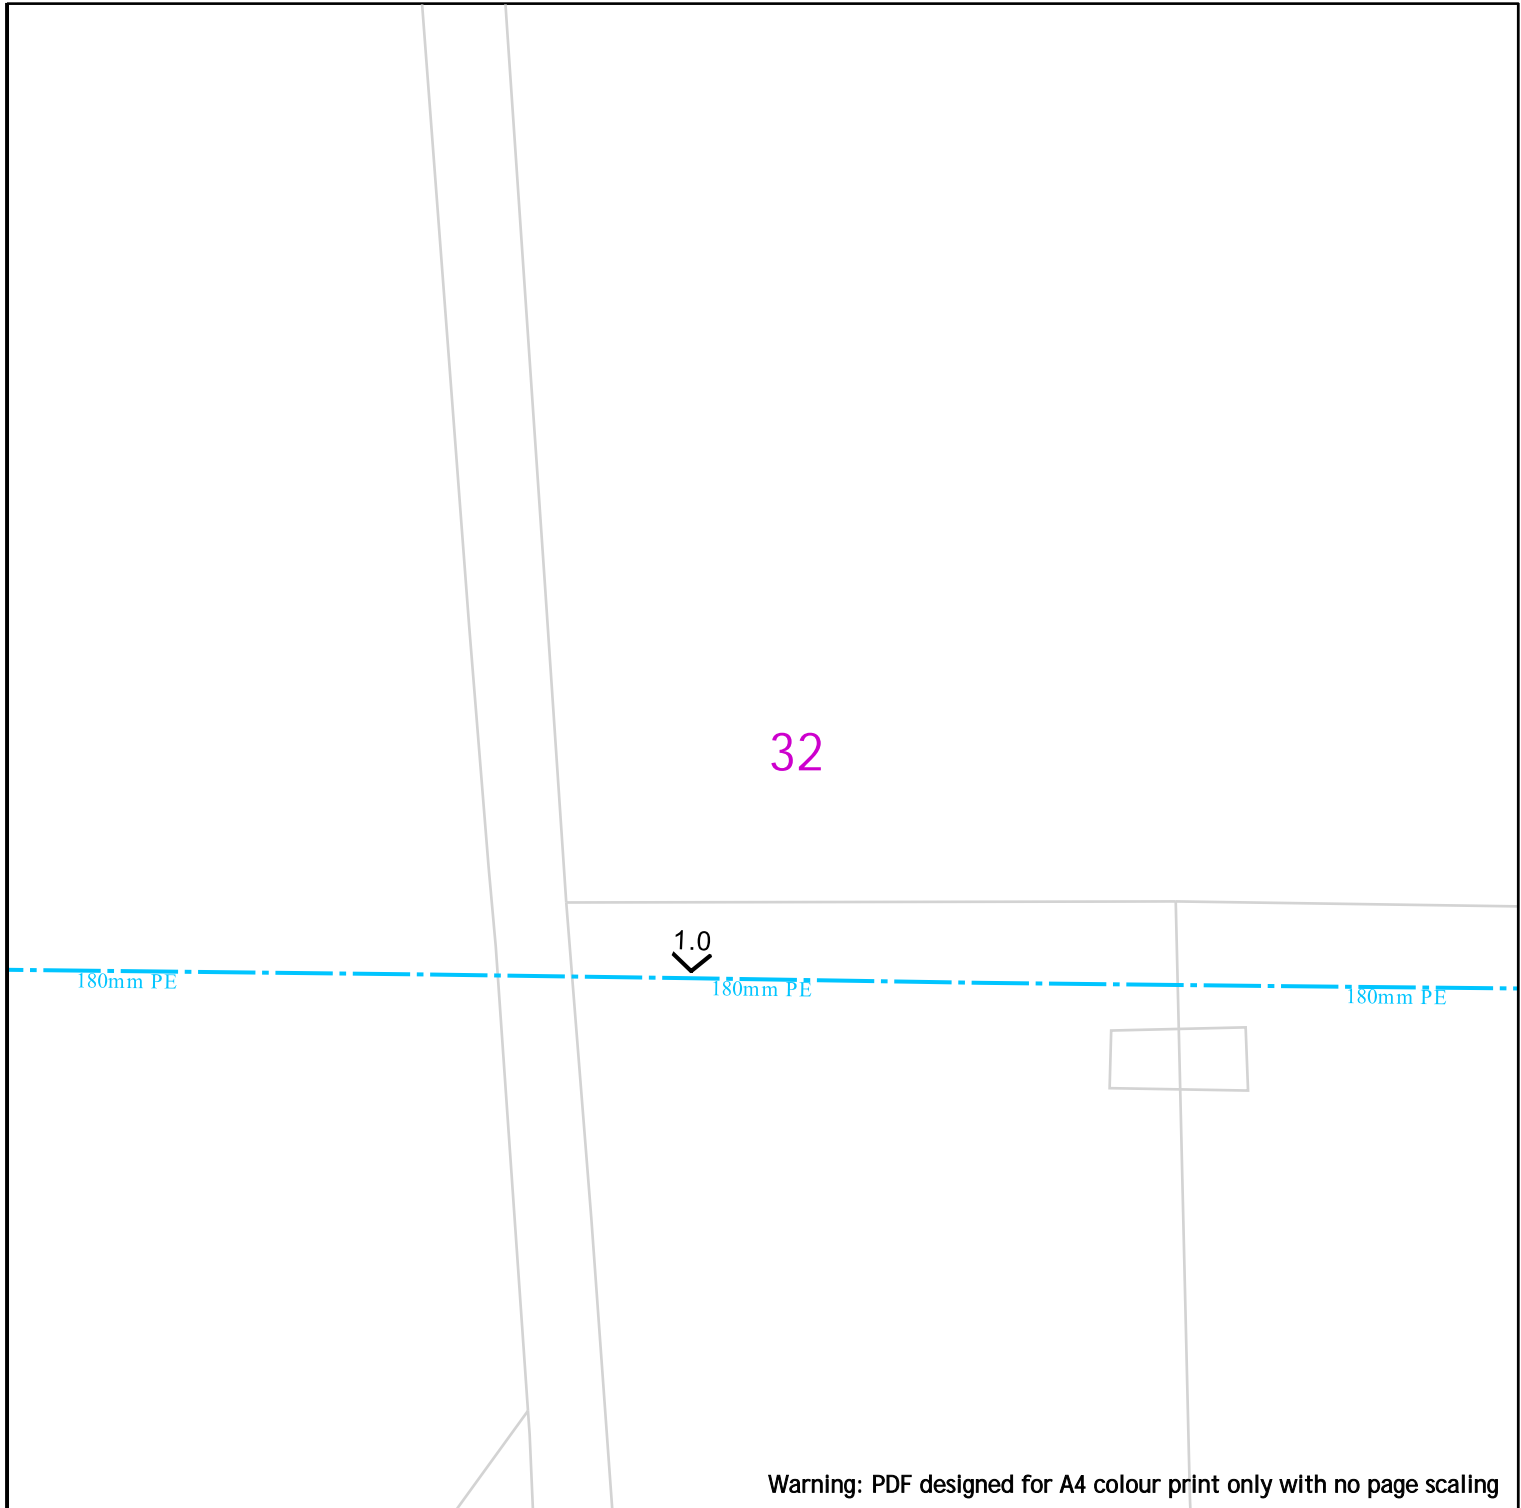 32
1.0
180mm PE
180mm PE
180mm PE
Warning: PDF designed for A4 colour print only with no page scaling